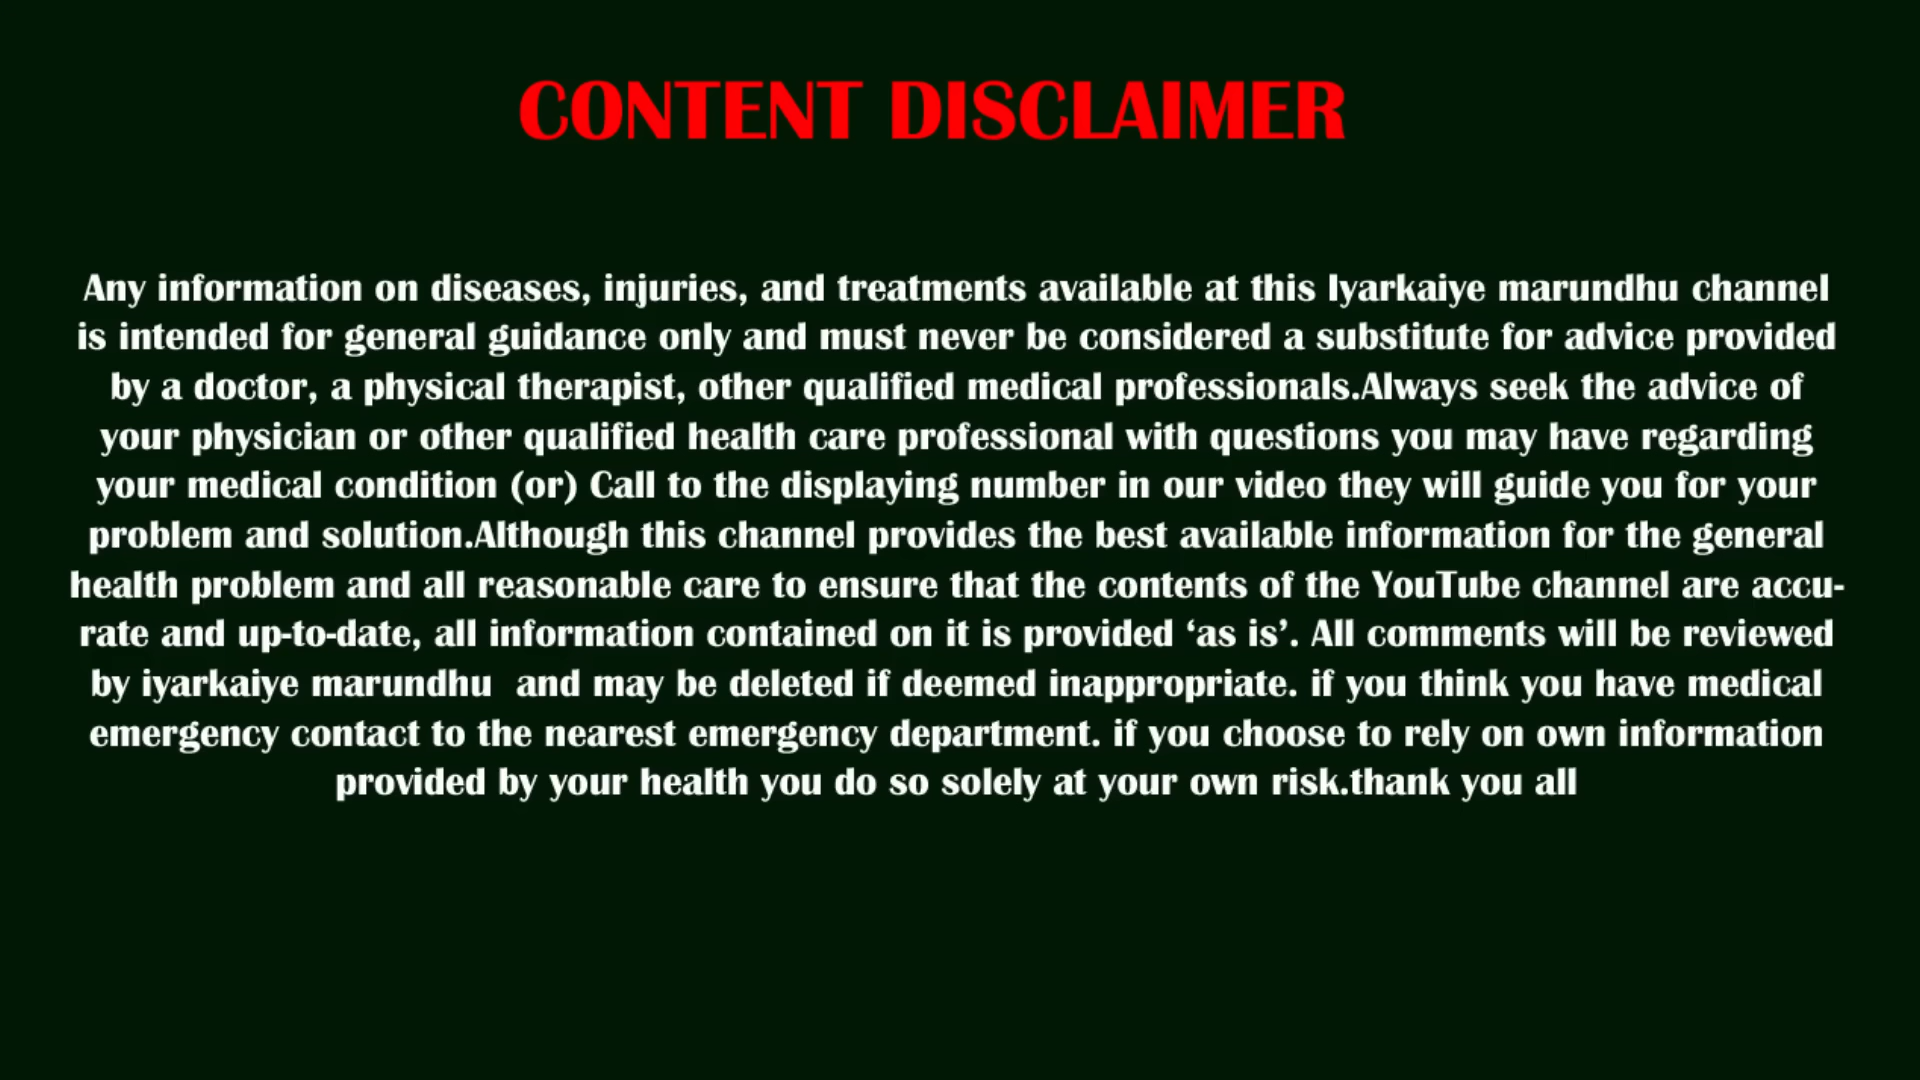 CONTENT DISCLAIMER
Any information on diseases, injuries, and treatments available at this Iyarkaiye marundhu channel
is intended for general guidance only and must never be considered a substitute for advice provided
by a doctor, a physical therapist, other qualified medical professionals.Always seek the advice of
your physician or other qualified health care professional with questions you may have regarding
your medical condition (or) Call to the displaying number in our video they will guide you for your
problem and solution.Although this channel provides the best available information for the general
health problem and all reasonable care to ensure that the contents of the YouTube channel are accu-
rate and up-to-date, all information contained on it is provided ‘as is’. All comments will be reviewed
by iyarkaiye marundhu  and may be deleted if deemed inappropriate. if you think you have medical
emergency contact to the nearest emergency department. if you choose to rely on own information
provided by your health you do so solely at your own risk.thank you all